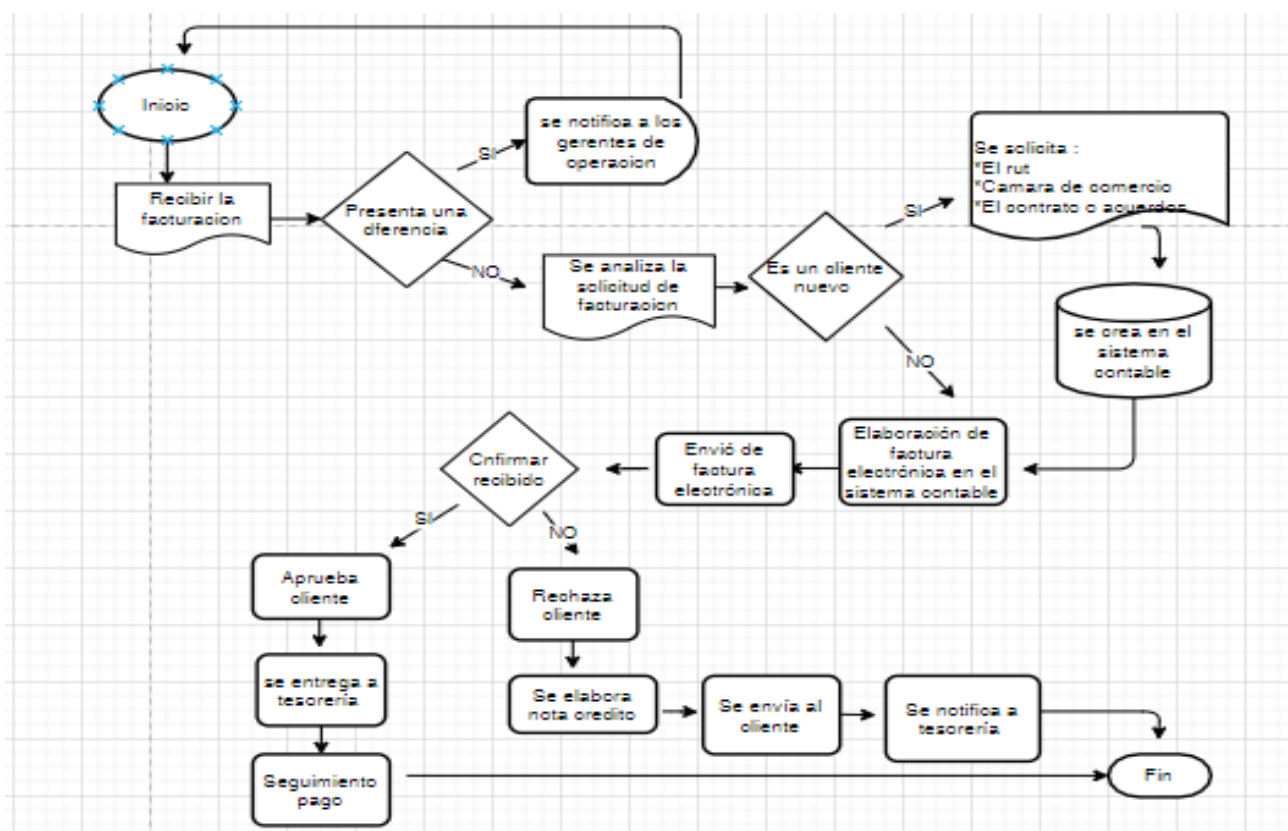 Inicio
se notifica a los
gerentes de
operacion
SI
Recibir la
facturacion
Presenta una
dferencia
NO
Se analiza la
solicitud de
facturacion
Es un cliente
nuevo
SI
Se solicita :
*El rut
*Camara de comercio
*El contrato o acuerdos
se crea en el
sistema
contable
NO
Elaboración de
factura
electrónica en el
sistema contable
Envió de
factura
electrónica
Cnfirmar
recibido
SI
NO
Aprueba
cliente
se entrega a
tesorería
Seguimiento
pago
Rechaza
cliente
Se elabora
nota credito
Se envía al
cliente
Se notifica a
tesorería
Fin